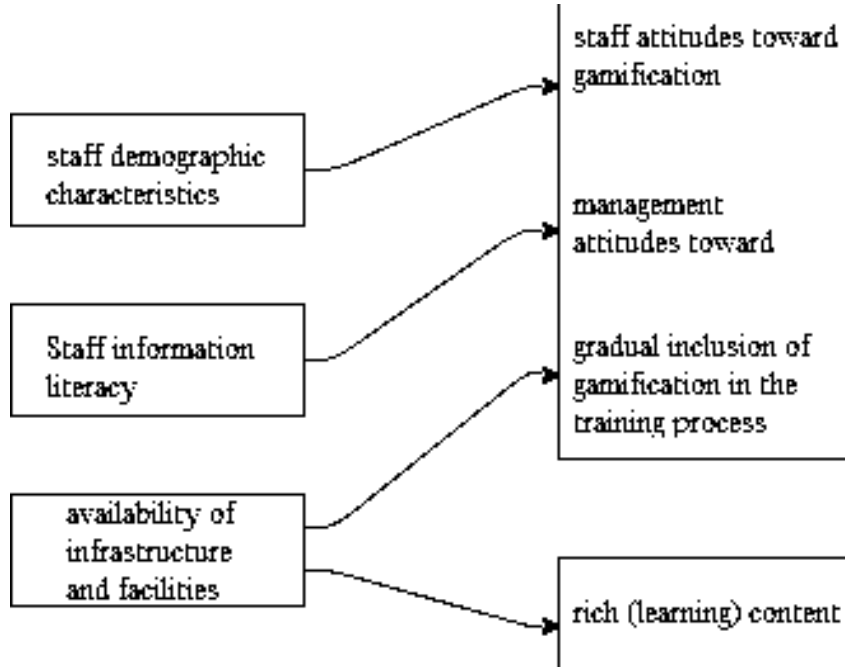 staff demographic
characteristics
Staff information
literacy
availability of
infrastructure
and facilities
staff attitudes toward
gamification
management
attitudes toward
gradual inclusion of
gamification in the
training process
rich (learning) content